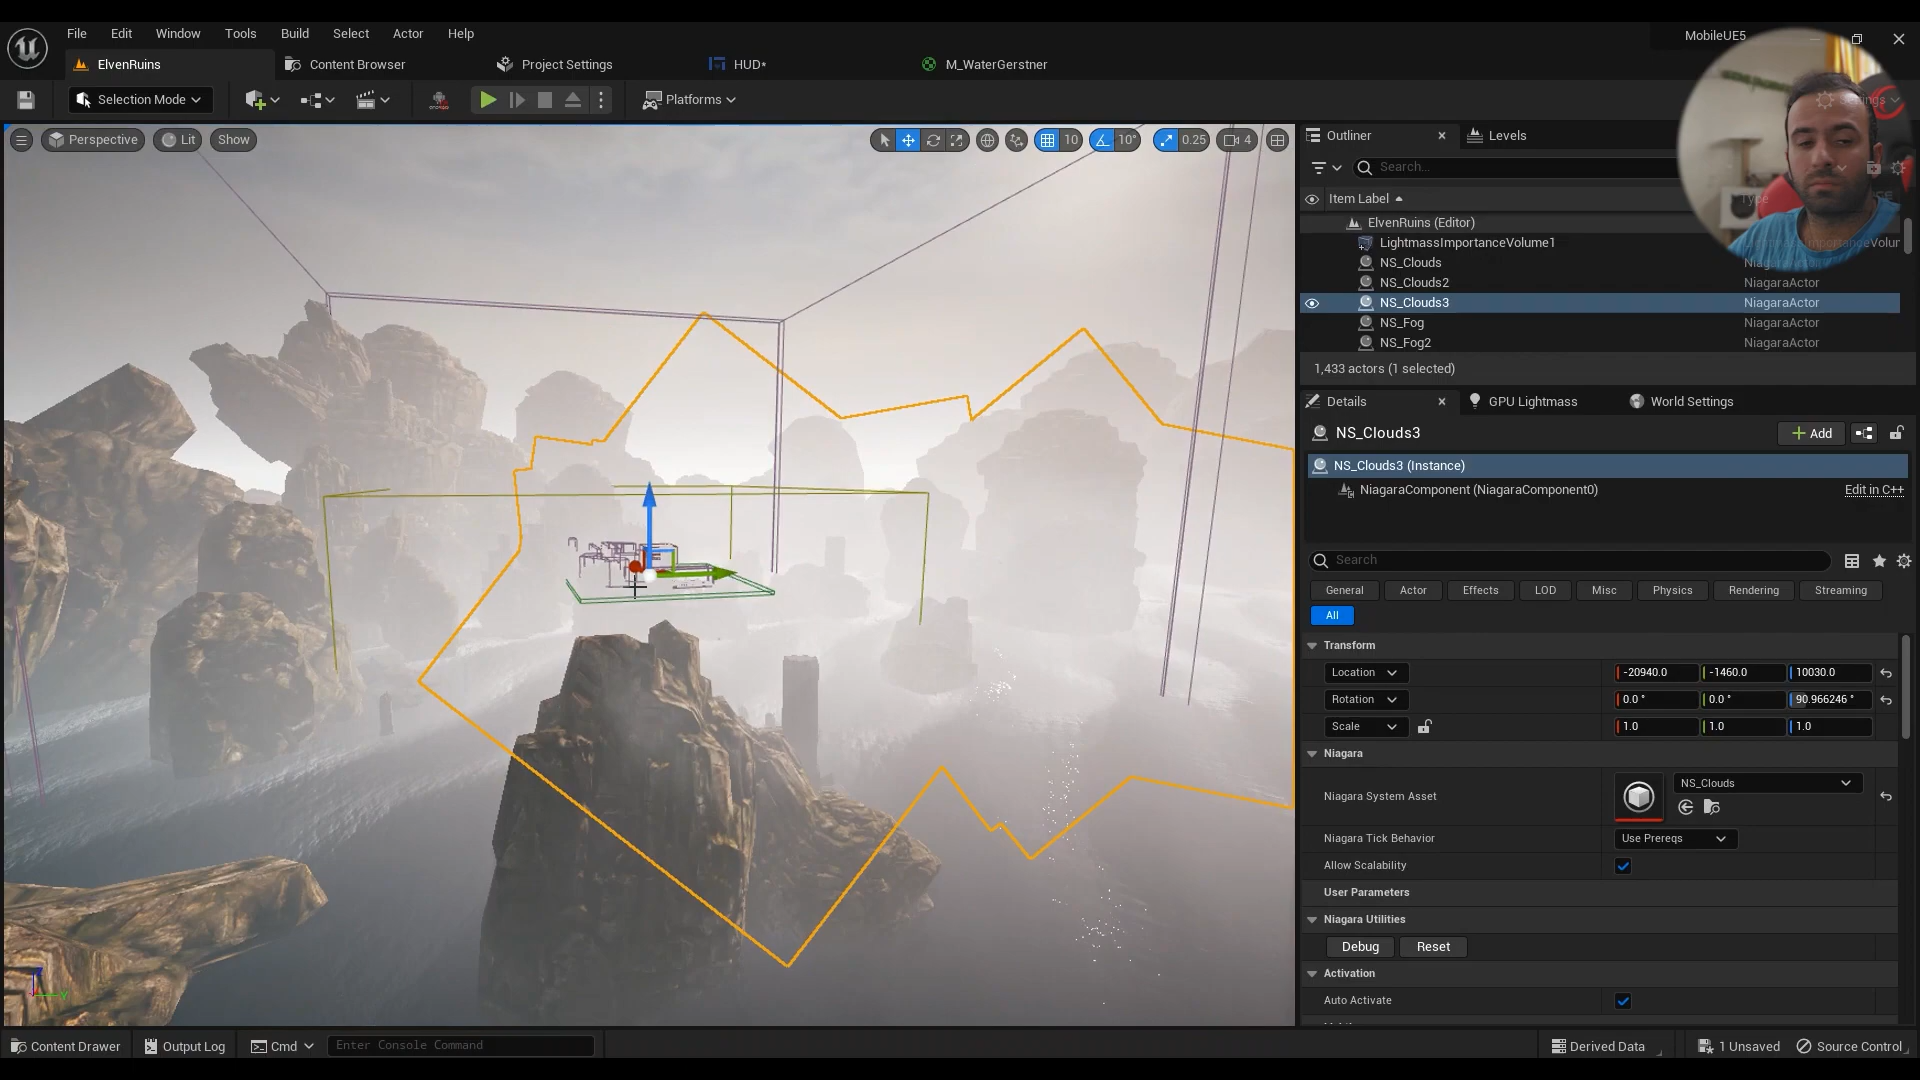 File Edit Window Tools Build Select Actor Help
MobileUE5
ElvenRuins
Content Browser
Project Settings
HUD*
M_WaterGerstner
Selection Mode
Platforms
Settings
Perspective
Lit
Show
10
10°
0.25
4
Outliner
Levels
Search...
Item Label
Type
ElvenRuins (Editor)
LightmassImportanceVolume1
LightmassImportanceVolur
NS_Clouds
NiagaraActor
NS_Clouds2
NiagaraActor
NS_Clouds3
NiagaraActor
NS_Fog
NiagaraActor
NS_Fog2
NiagaraActor
1,433 actors (1 selected)
Details
GPU Lightmass
World Settings
NS_Clouds3
Add
NS_Clouds3 (Instance)
NiagaraComponent (NiagaraComponent0)
Edit in C++
Search
General
Actor
Effects
LOD
Misc
Physics
Rendering
Streaming
All
Transform
Location
-20940.0
-1460.0
10030.0
Rotation
0.0 °
0.0 °
90.966246 °
Scale
1.0
1.0
1.0
Niagara
Niagara System Asset
NS_Clouds
Niagara Tick Behavior
Use Prereqs
Allow Scalability
User Parameters
Niagara Utilities
Debug
Reset
Activation
Auto Activate
Content Drawer
Output Log
Cmd
Enter Console Command
Derived Data
1 Unsaved
Source Control